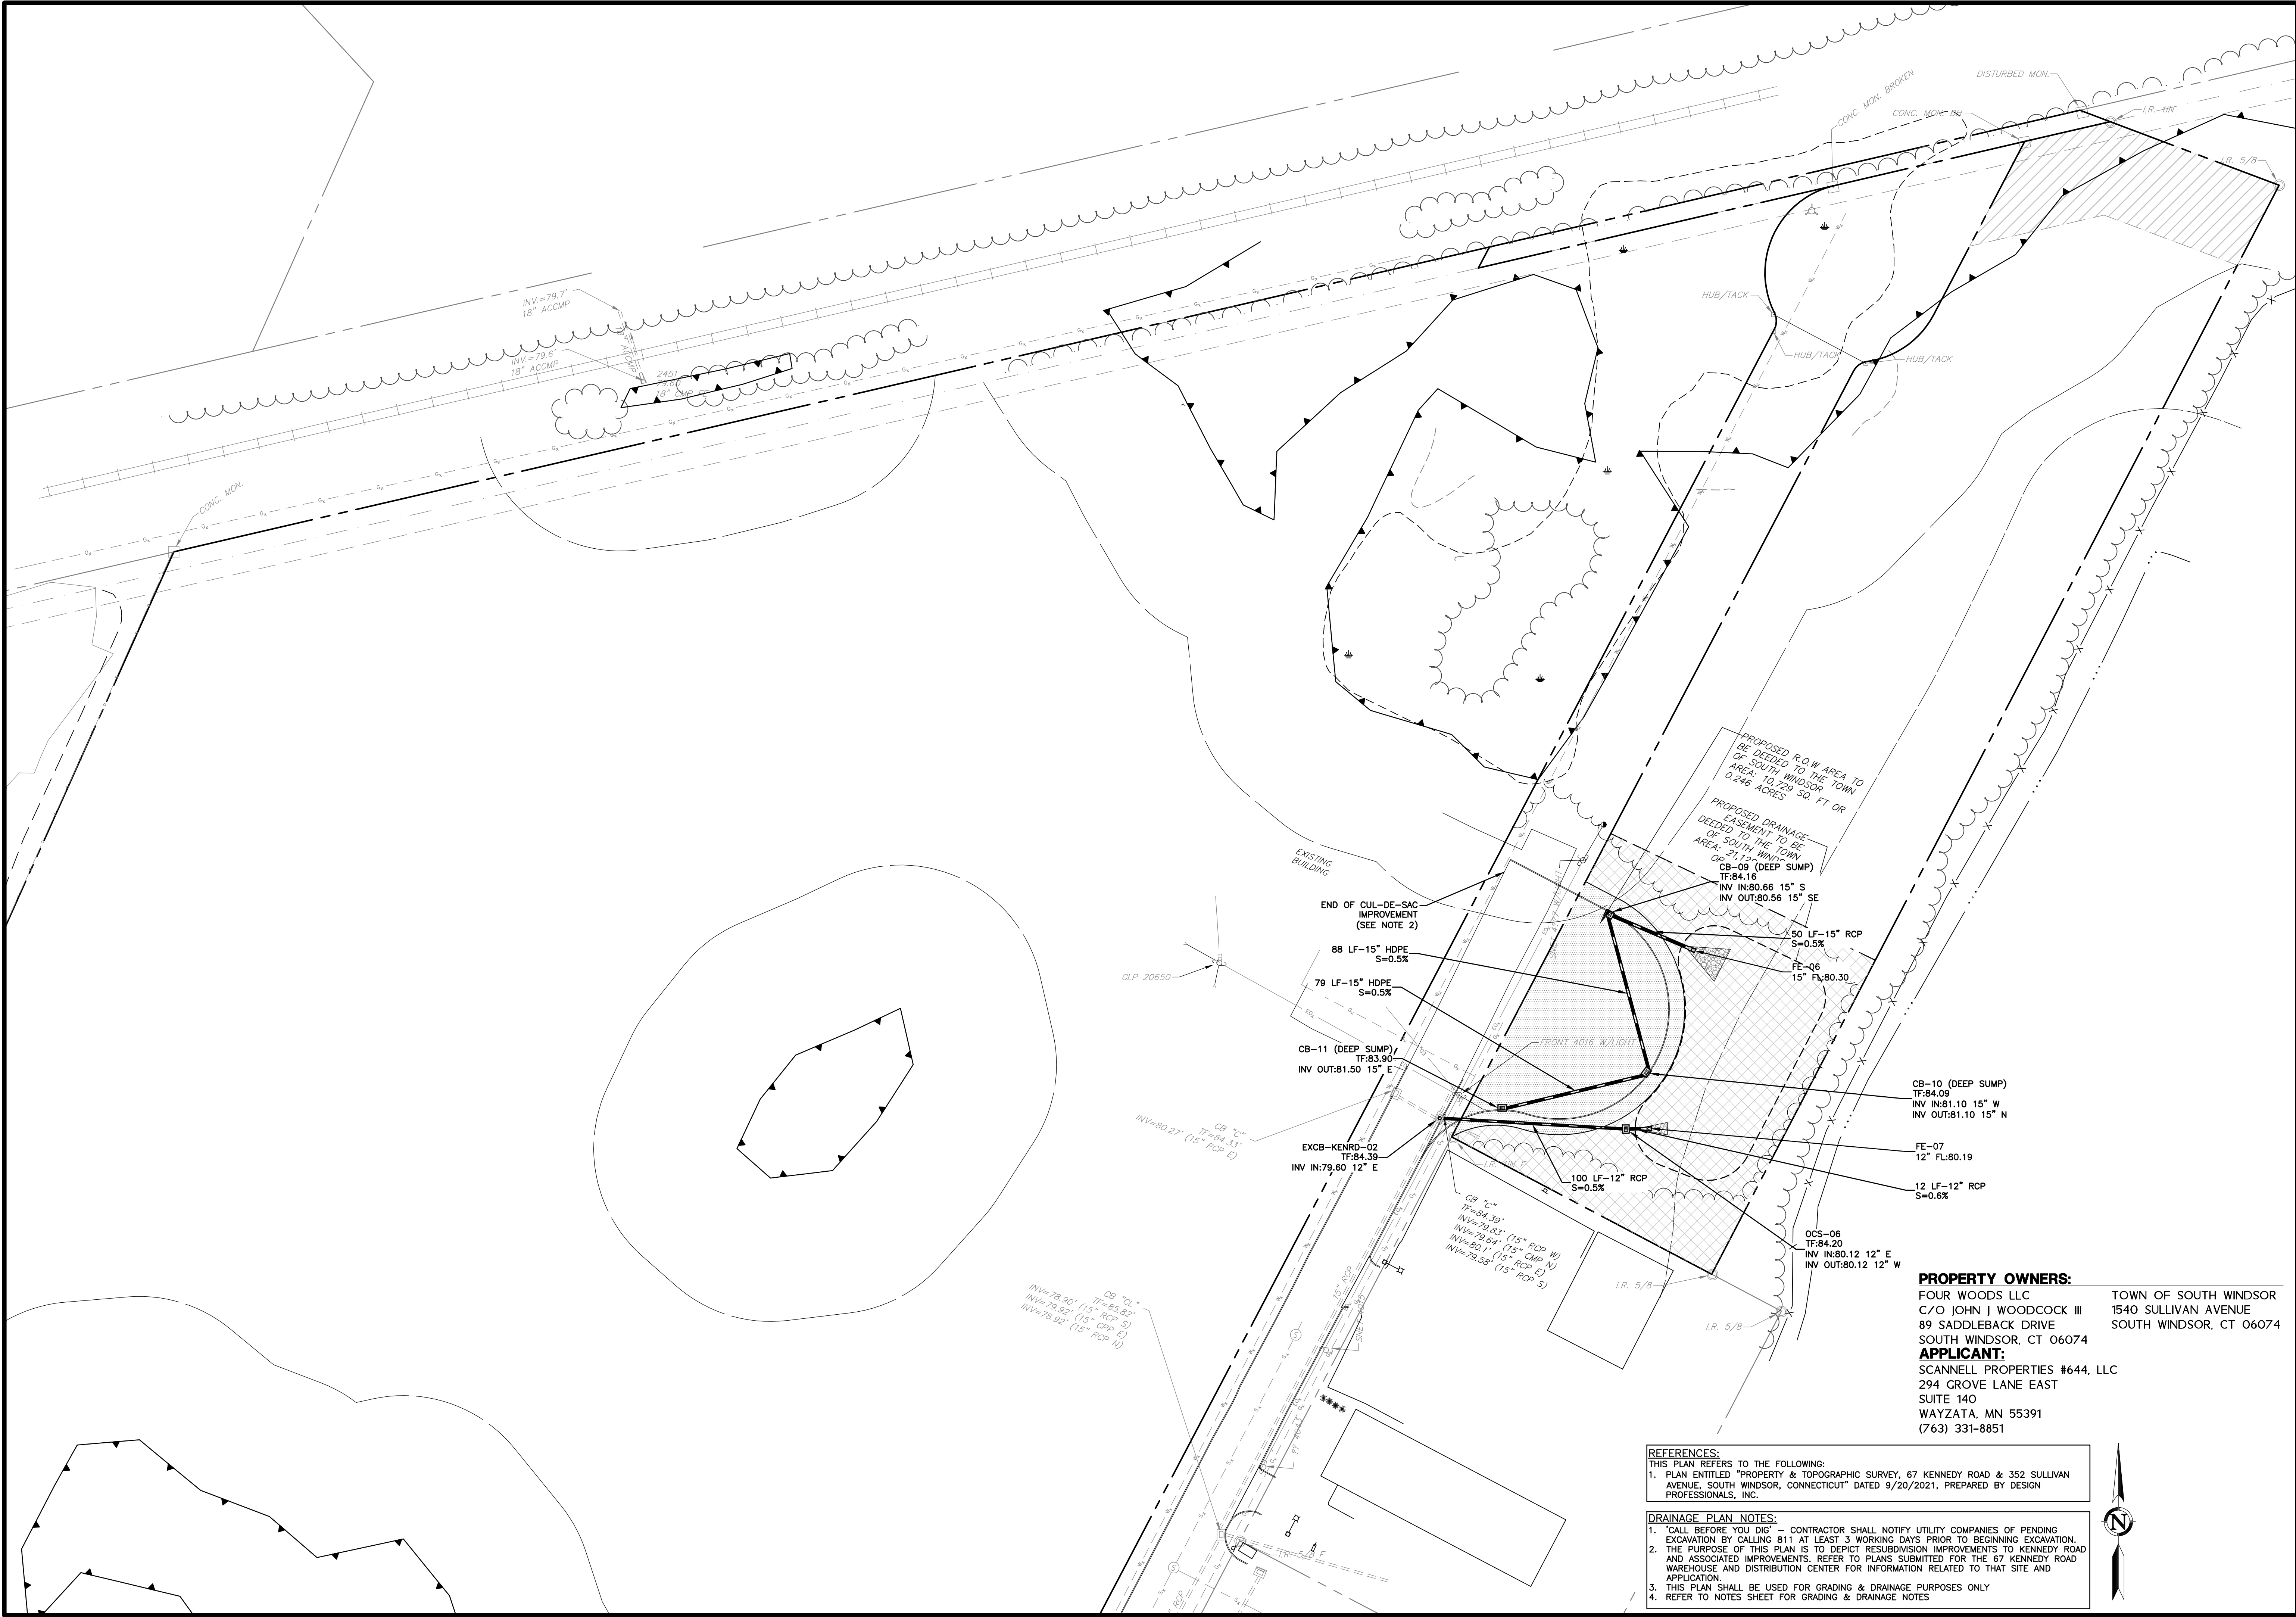 DISTURBED MON.
CONC. MON. BROKEN
CONC. MON. DH
I.R. 1IN
I.R. 5/8
HUB/TACK
HUB/TACK
HUB/TACK
INV.=79.7'
18" ACCMP
INV.=79.6'
18" ACCMP
2451
79.60
18" CMP
CONC. MON.
PROPOSED R.O.W AREA TO
BE DEEDED TO THE TOWN
OF SOUTH WINDSOR
AREA: 10,729 SQ. FT OR
0.246 ACRES
PROPOSED DRAINAGE
EASEMENT TO BE
DEEDED TO THE TOWN
OF SOUTH WINDS
AREA:
EXISTING
BUILDING
CB-09 (DEEP SUMP)
TF:84.16
INV IN:80.66 15" S
INV OUT:80.56 15" SE
END OF CUL-DE-SAC
IMPROVEMENT
(SEE NOTE 2)
50 LF-15" RCP
S=0.5%
88 LF-15" HDPE
S=0.5%
FE-06
15" FL:80.30
CLP 20650
79 LF-15" HDPE
S=0.5%
FRONT 4016 W/LIGHT
CB-11 (DEEP SUMP)
TF:83.90
INV OUT:81.50 15" E
CB-10 (DEEP SUMP)
TF:84.09
INV IN:81.10 15" W
INV OUT:81.10 15" N
CB "C"
TF=84.33'
INV=80.27' (15" RCP E)
EXCB-KENRD-02
TF:84.39
INV IN:79.60 12" E
FE-07
12" FL:80.19
100 LF-12" RCP
S=0.5%
12 LF-12" RCP
S=0.6%
CB "C"
TF=84.39'
INV=79.83' (15" RCP W)
INV=79.64' (15" CMP N)
INV=80.1' (15" RCP E)
INV=79.58' (15" RCP S)
OCS-06
TF:84.20
INV IN:80.12 12" E
INV OUT:80.12 12" W
I.R. 5/8
I.R. 5/8
CB "CL"
TF=85.82'
INV=78.90' (15" RCP S)
INV=79.92' (15" CPP E)
INV=78.92' (15" RCP N)
15" RCP
I.R. 5/8 F
PROPERTY OWNERS:
FOUR WOODS LLC
C/O JOHN J WOODCOCK III
89 SADDLEBACK DRIVE
SOUTH WINDSOR, CT 06074
TOWN OF SOUTH WINDSOR
1540 SULLIVAN AVENUE
SOUTH WINDSOR, CT 06074
APPLICANT:
SCANNELL PROPERTIES #644, LLC
294 GROVE LANE EAST
SUITE 140
WAYZATA, MN 55391
(763) 331-8851
REFERENCES:
THIS PLAN REFERS TO THE FOLLOWING:
1. PLAN ENTITLED "PROPERTY & TOPOGRAPHIC SURVEY, 67 KENNEDY ROAD & 352 SULLIVAN
AVENUE, SOUTH WINDSOR, CONNECTICUT" DATED 9/20/2021, PREPARED BY DESIGN
PROFESSIONALS, INC.
DRAINAGE PLAN NOTES:
1. 'CALL BEFORE YOU DIG' – CONTRACTOR SHALL NOTIFY UTILITY COMPANIES OF PENDING
EXCAVATION BY CALLING 811 AT LEAST 3 WORKING DAYS PRIOR TO BEGINNING EXCAVATION.
2. THE PURPOSE OF THIS PLAN IS TO DEPICT RESUBDIVISION IMPROVEMENTS TO KENNEDY ROAD
AND ASSOCIATED IMPROVEMENTS. REFER TO PLANS SUBMITTED FOR THE 67 KENNEDY ROAD
WAREHOUSE AND DISTRIBUTION CENTER FOR INFORMATION RELATED TO THAT SITE AND
APPLICATION.
3. THIS PLAN SHALL BE USED FOR GRADING & DRAINAGE PURPOSES ONLY
4. REFER TO NOTES SHEET FOR GRADING & DRAINAGE NOTES
N